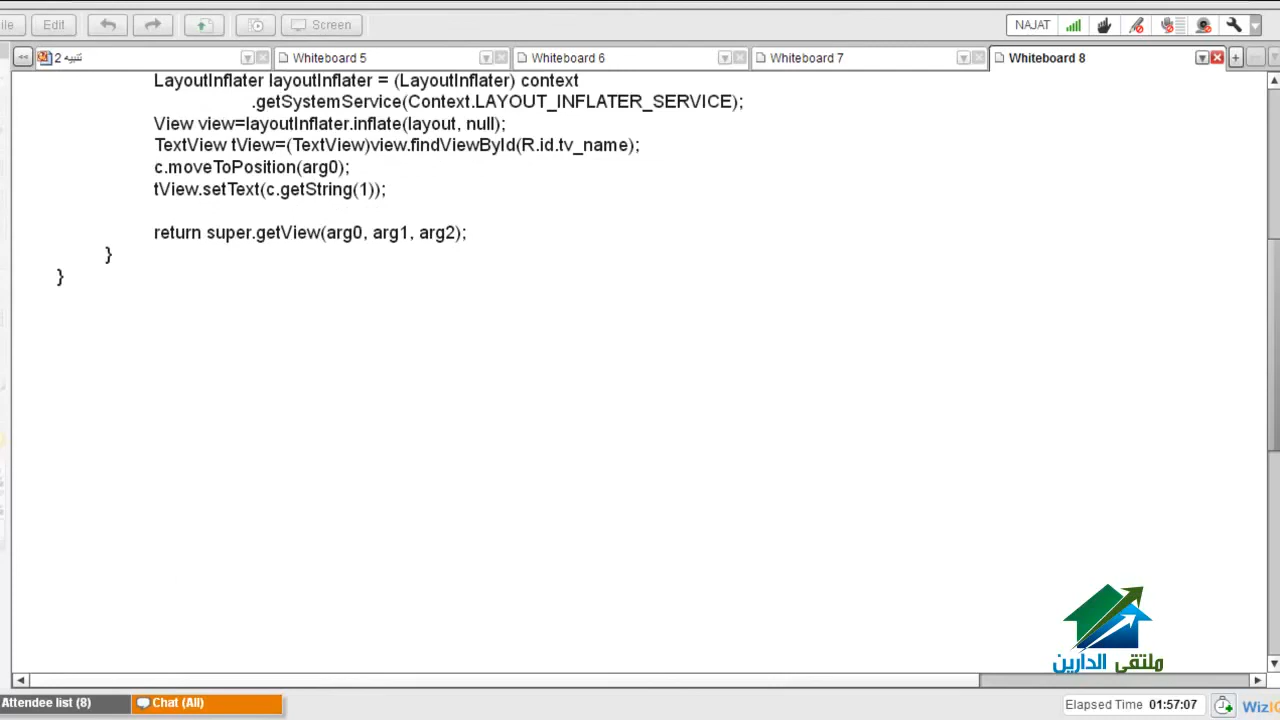 ile
Edit
Screen
NAJAT
<<
تنبيه 2
Whiteboard 5
Whiteboard 6
Whiteboard 7
Whiteboard 8
LayoutInflater layoutInflater = (LayoutInflater) context
.getSystemService(Context.LAYOUT_INFLATER_SERVICE);
View view=layoutInflater.inflate(layout, null);
TextView tView=(TextView)view.findViewById(R.id.tv_name);
c.moveToPosition(arg0);
tView.setText(c.getString(1));
return super.getView(arg0, arg1, arg2);
}
}
ملتقى الدارين
Attendee list (8)
Chat (All)
Elapsed Time 01:57:07
WizI